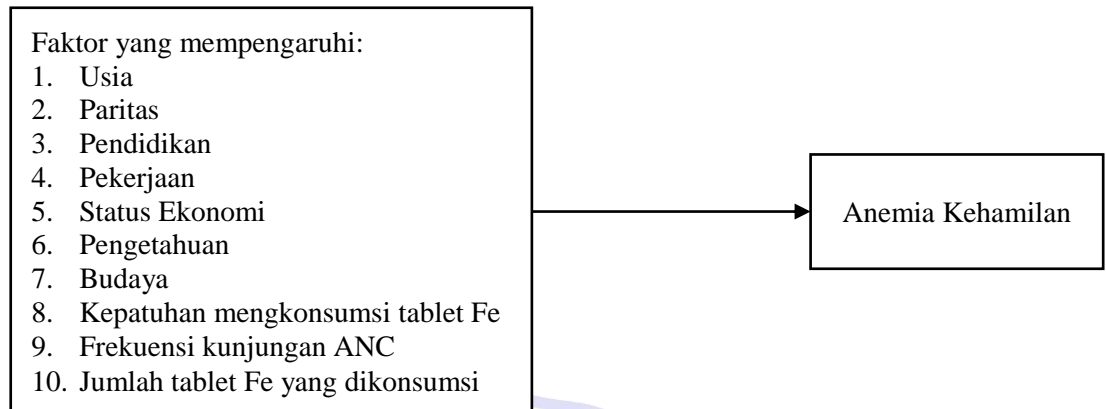 Faktor yang mempengaruhi:
1. Usia
2. Paritas
3. Pendidikan
4. Pekerjaan
5. Status Ekonomi
6. Pengetahuan
7. Budaya
8. Kepatuhan mengkonsumsi tablet Fe
9. Frekuensi kunjungan ANC
10. Jumlah tablet Fe yang dikonsumsi
Anemia Kehamilan